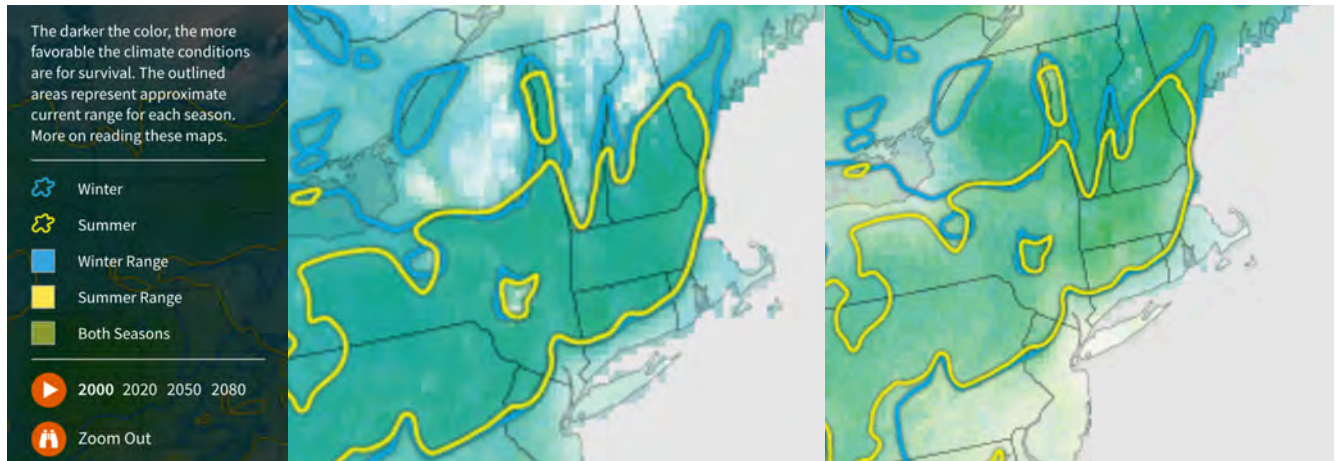 The darker the color, the more
favorable the climate conditions
are for survival. The outlined
areas represent approximate
current range for each season.
More on reading these maps.
Winter
Summer
Winter Range
Summer Range
Both Seasons
2000 2020 2050 2080
Zoom Out